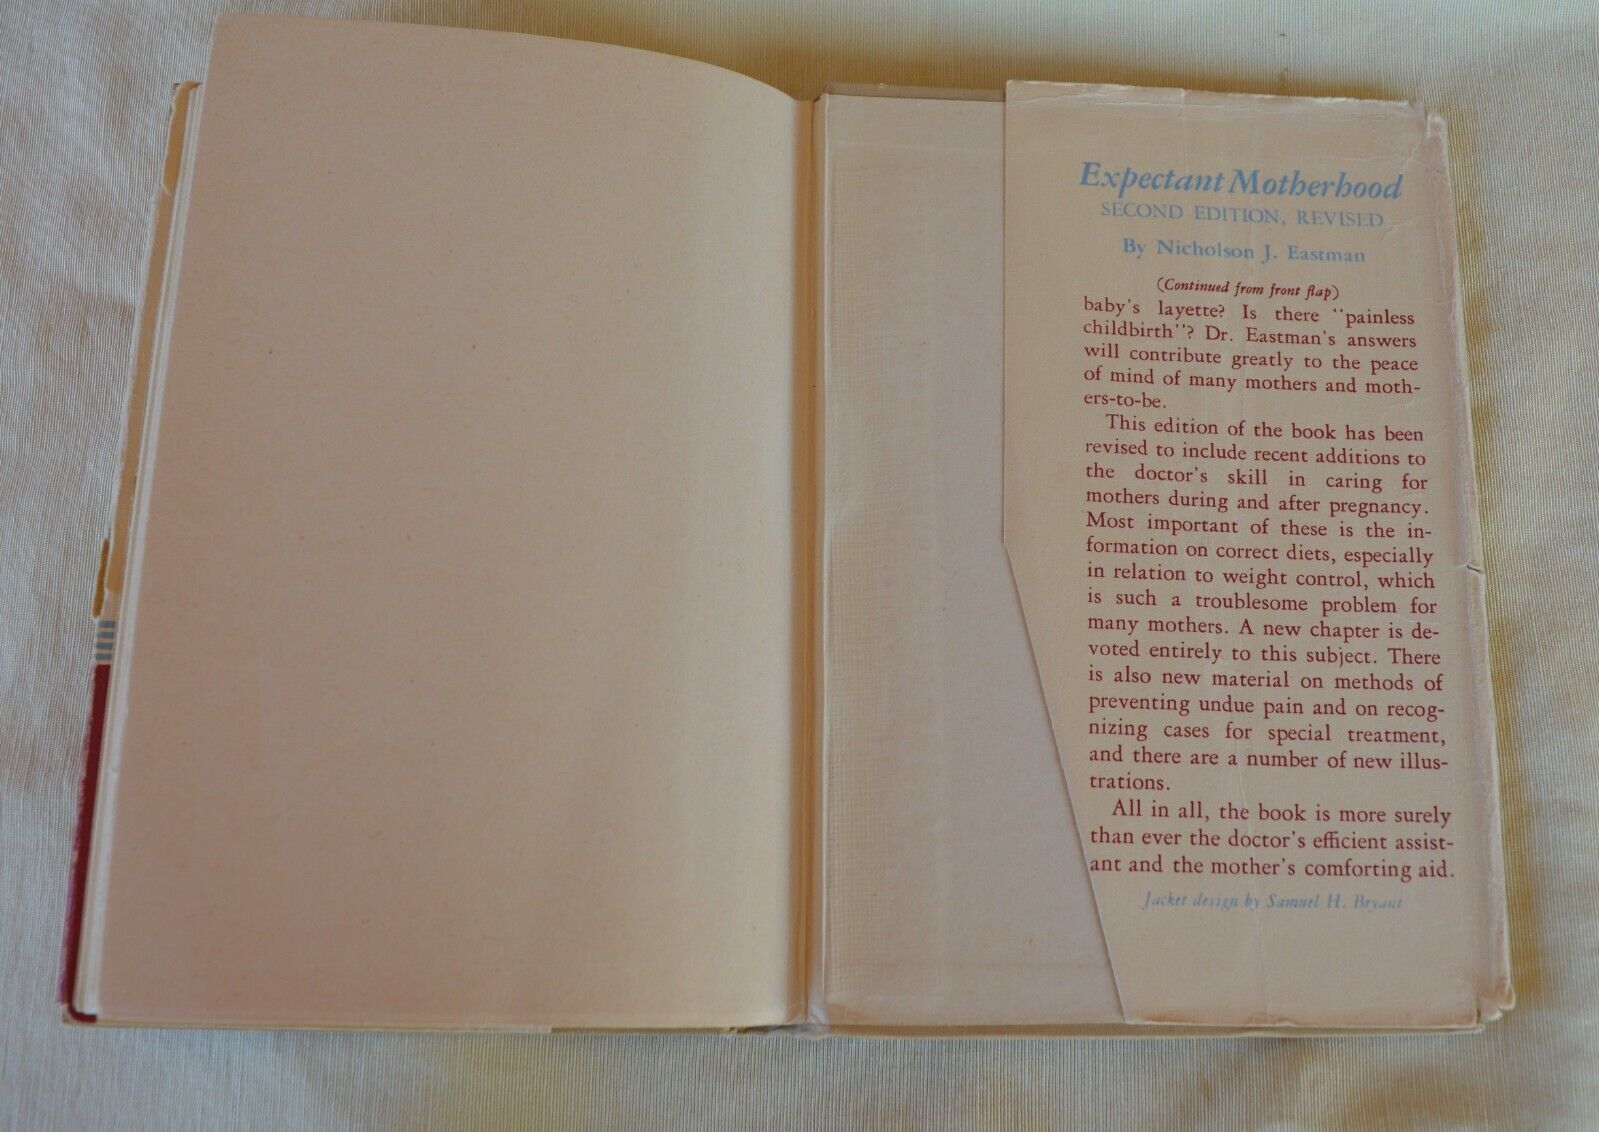 Expectant Motherhood
SECOND EDITION, REVISED
By Nicholson J. Eastman
(Continued from front flap)
baby's layette? Is there "painless
childbirth"? Dr. Eastman's answers
will contribute greatly to the peace
of mind of many mothers and moth-
ers-to-be.
This edition of the book has been
revised to include recent additions to
the doctor's skill in caring for
mothers during and after pregnancy.
Most important of these is the in-
formation on correct diets, especially
in relation to weight control, which
is such a troublesome problem for
many mothers. A new chapter is de-
voted entirely to this subject. There
is also new material on methods of
preventing undue pain and on recog-
nizing cases for special treatment,
and there are a number of new illus-
trations.
All in all, the book is more surely
than ever the doctor's efficient assist-
ant and the mother's comforting aid.
Jacket design by Samuel H. Bryant